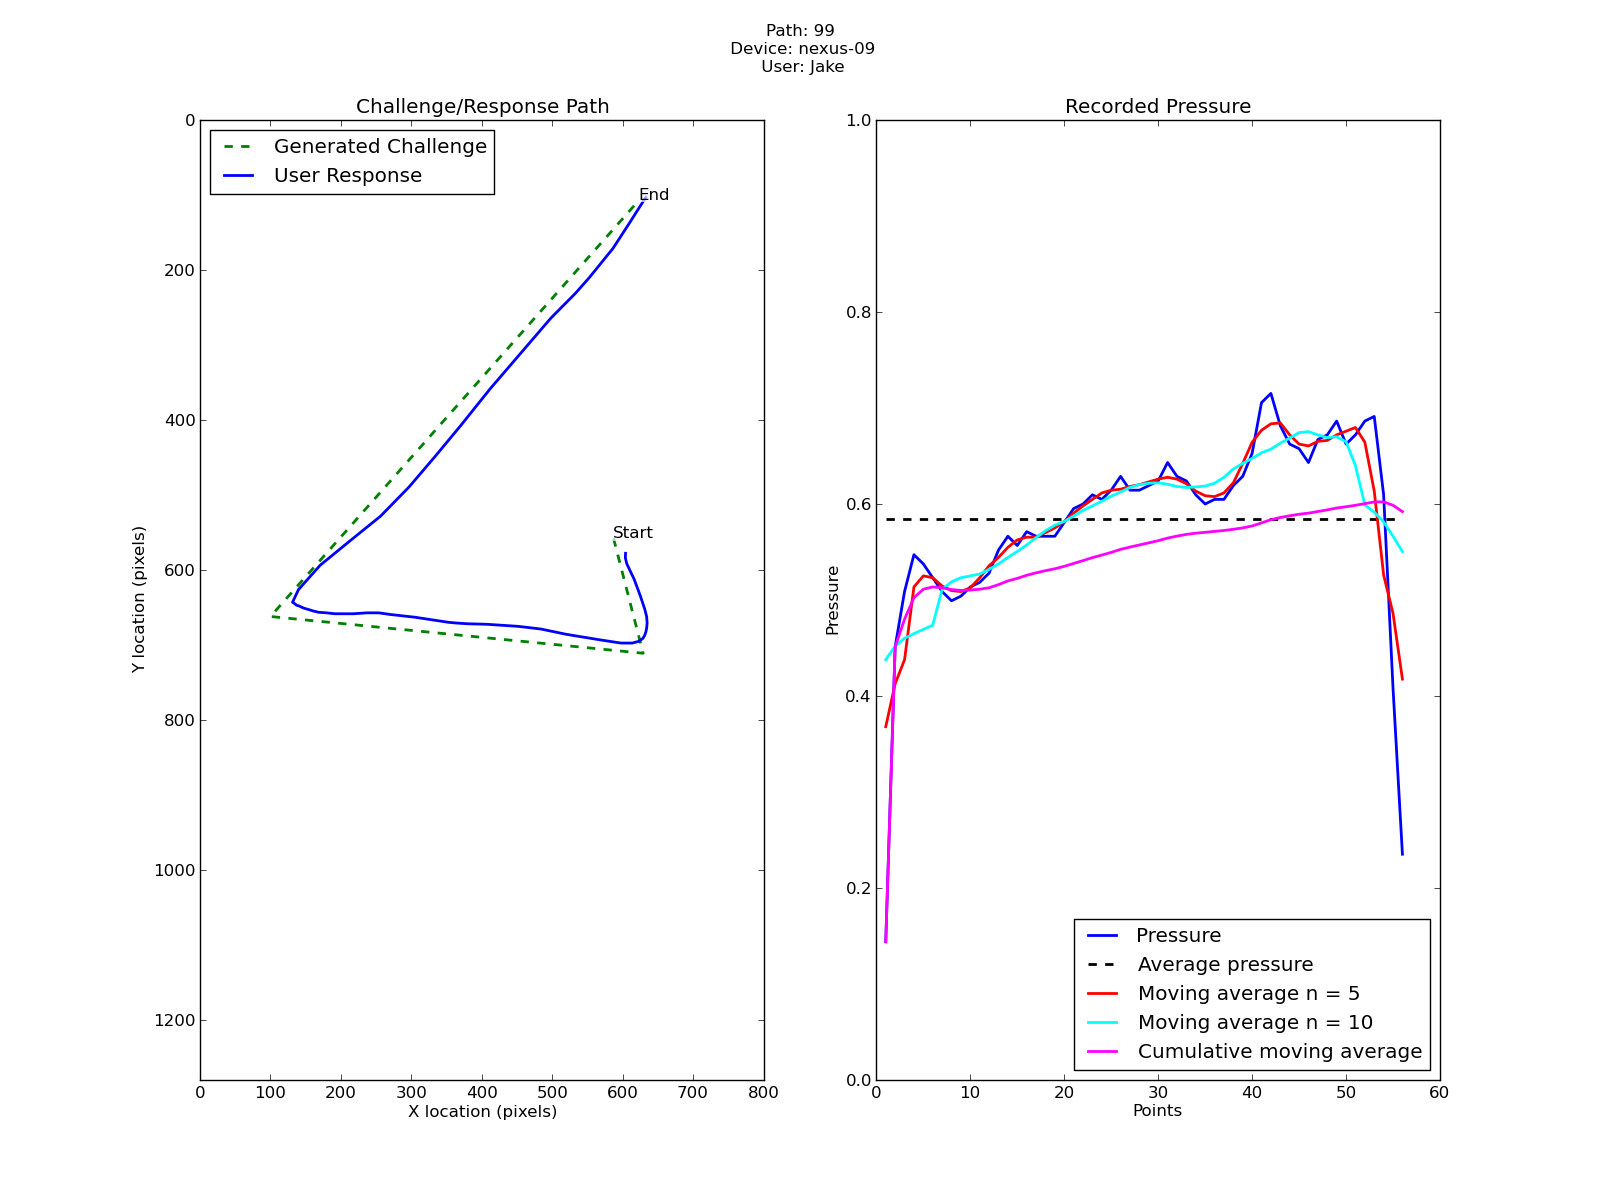 Path: 99
Device: nexus-09
User: Jake
Challenge/Response Path
Generated Challenge
User Response
End
Start
0
200
400
600
800
1000
1200
Y location (pixels)
0 100 200 300 400 500 600 700 800
X location (pixels)
Recorded Pressure
1.0
0.8
0.6
0.4
0.2
0.0
Pressure
Pressure
Average pressure
Moving average n = 5
Moving average n = 10
Cumulative moving average
0 10 20 30 40 50 60
Points